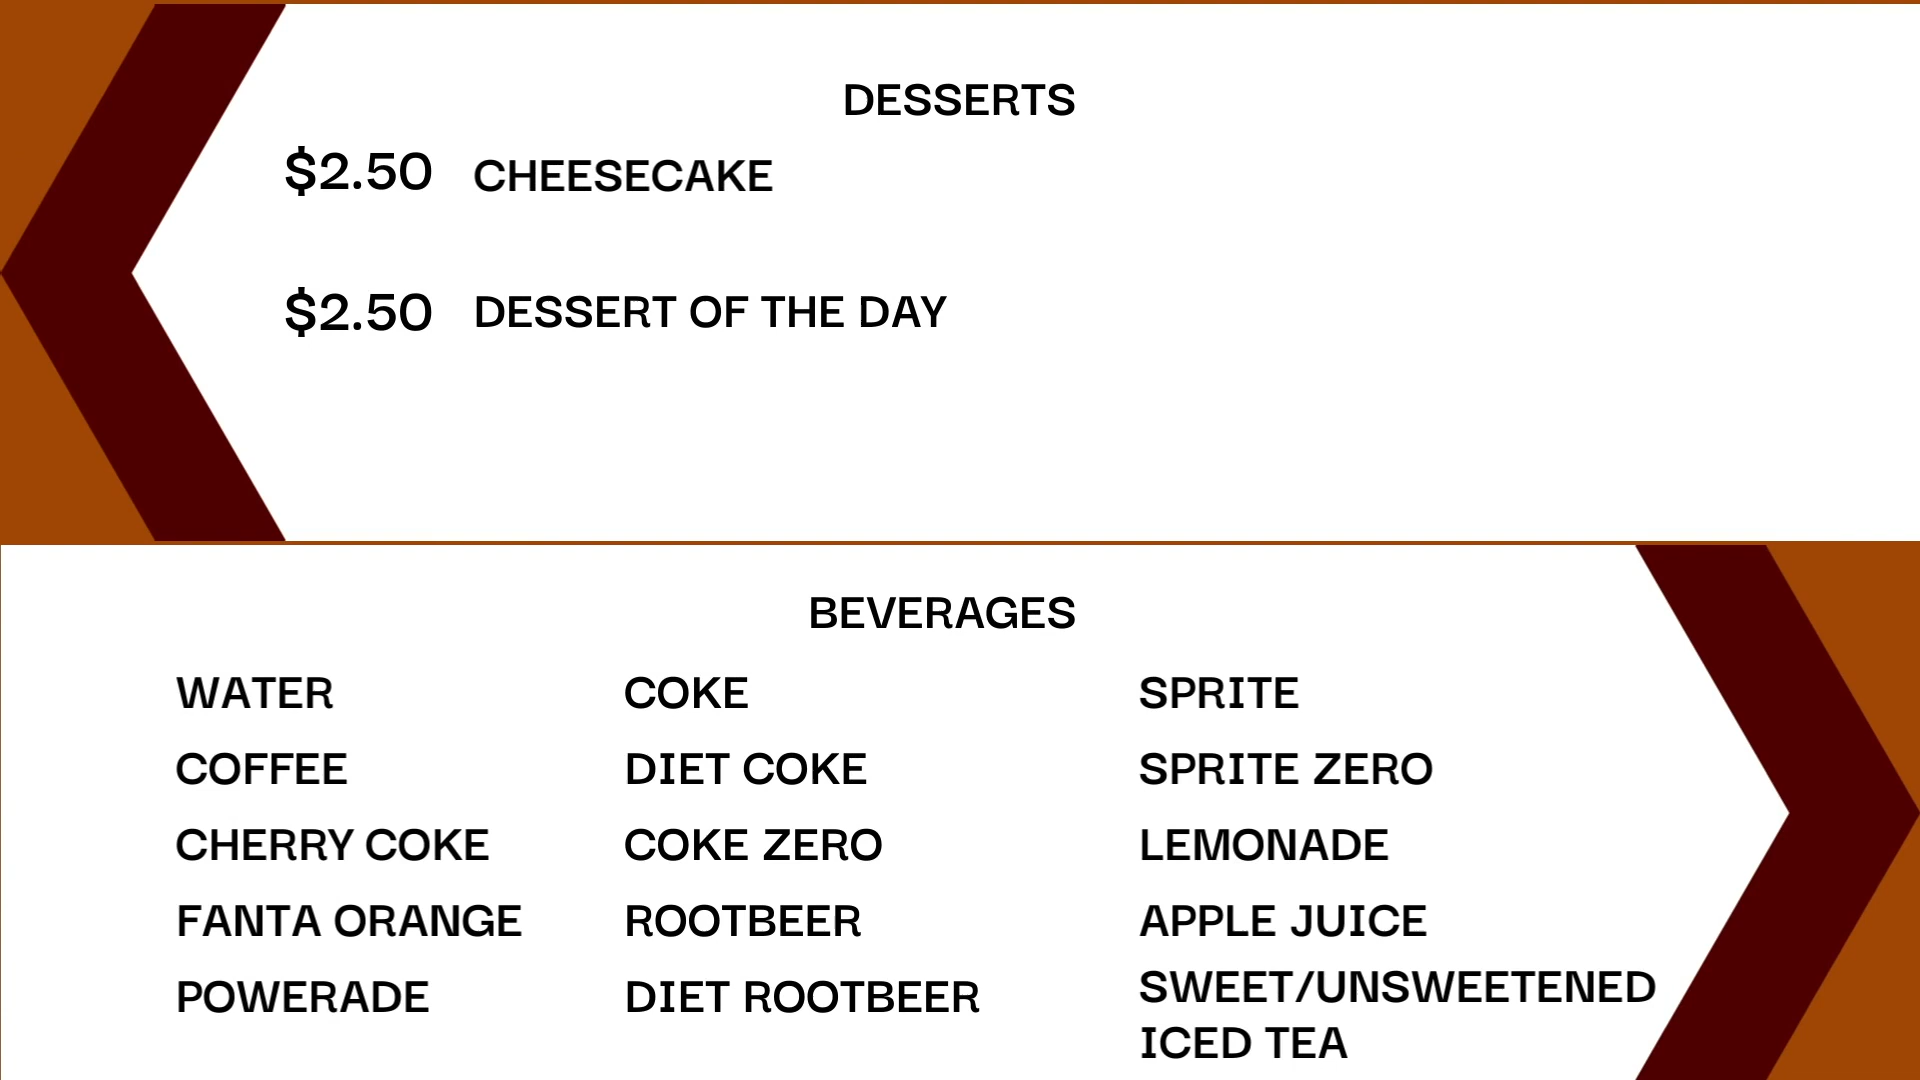 DESSERTS
$2.50 CHEESECAKE
$2.50 DESSERT OF THE DAY
BEVERAGES
WATER
COFFEE
CHERRY COKE
FANTA ORANGE
POWERADE
COKE
DIET COKE
COKE ZERO
ROOTBEER
DIET ROOTBEER
SPRITE
SPRITE ZERO
LEMONADE
APPLE JUICE
SWEET/UNSWEETENED
ICED TEA